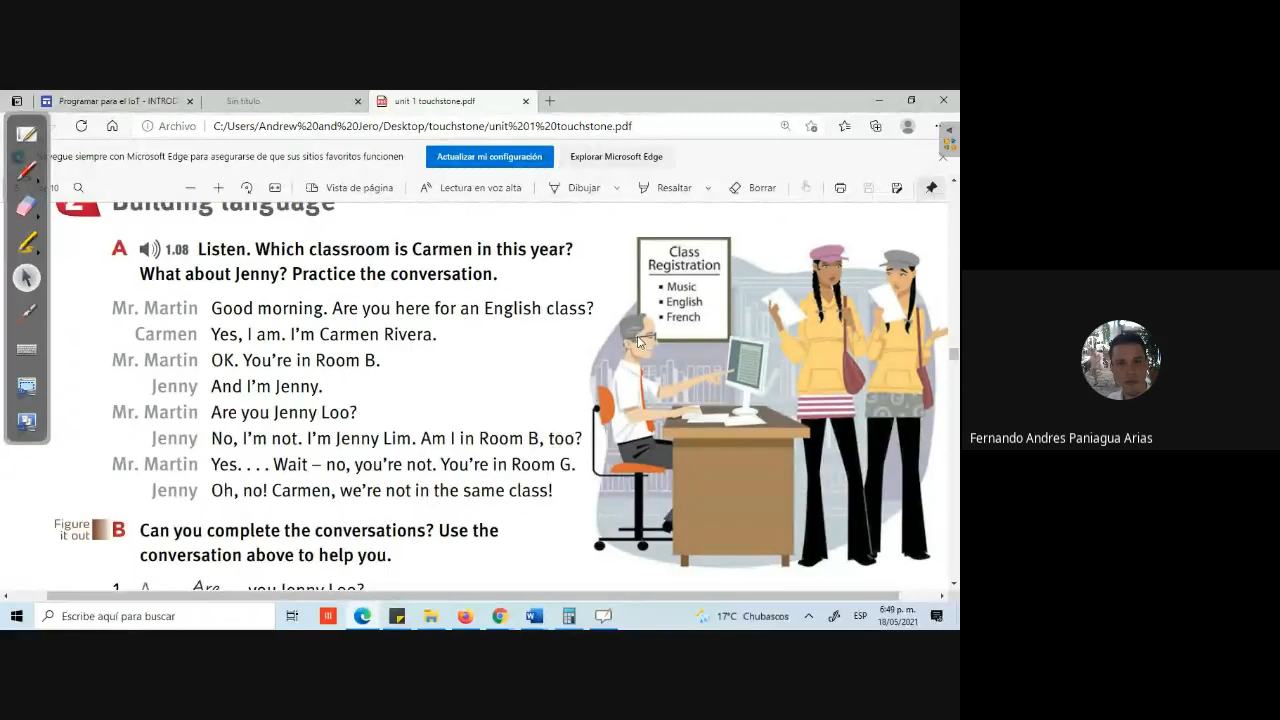 Programar para el IoT - INTROD
Sin título
unit 1 touchstone.pdf
Archivo
C:/Users/Andrew%20and%20Jero/Desktop/touchstone/unit%201%20touchstone.pdf
vegue siempre con Microsoft Edge para asegurarse de que sus sitios favoritos funcionen
Actualizar mi configuración
Explorar Microsoft Edge
10
Vista de página
Lectura en voz alta
Dibujar
Resaltar
Borrar
2 Building language
A 1.08 Listen. Which classroom is Carmen in this year?
What about Jenny? Practice the conversation.
Mr. Martin Good morning. Are you here for an English class?
Carmen Yes, I am. I'm Carmen Rivera.
Mr. Martin OK. You're in Room B.
Jenny And I'm Jenny.
Mr. Martin Are you Jenny Loo?
Jenny No, I'm not. I'm Jenny Lim. Am I in Room B, too?
Mr. Martin Yes. . . . Wait – no, you're not. You're in Room G.
Jenny Oh, no! Carmen, we're not in the same class!
Class
Registration
▪ Music
▪ English
▪ French
Figure
it out
B Can you complete the conversations? Use the
conversation above to help you.
1 A Are you Jenny Loo?
Escribe aquí para buscar
17°C Chubascos
ESP
6:49 p. m.
18/05/2021
Fernando Andres Paniagua Arias